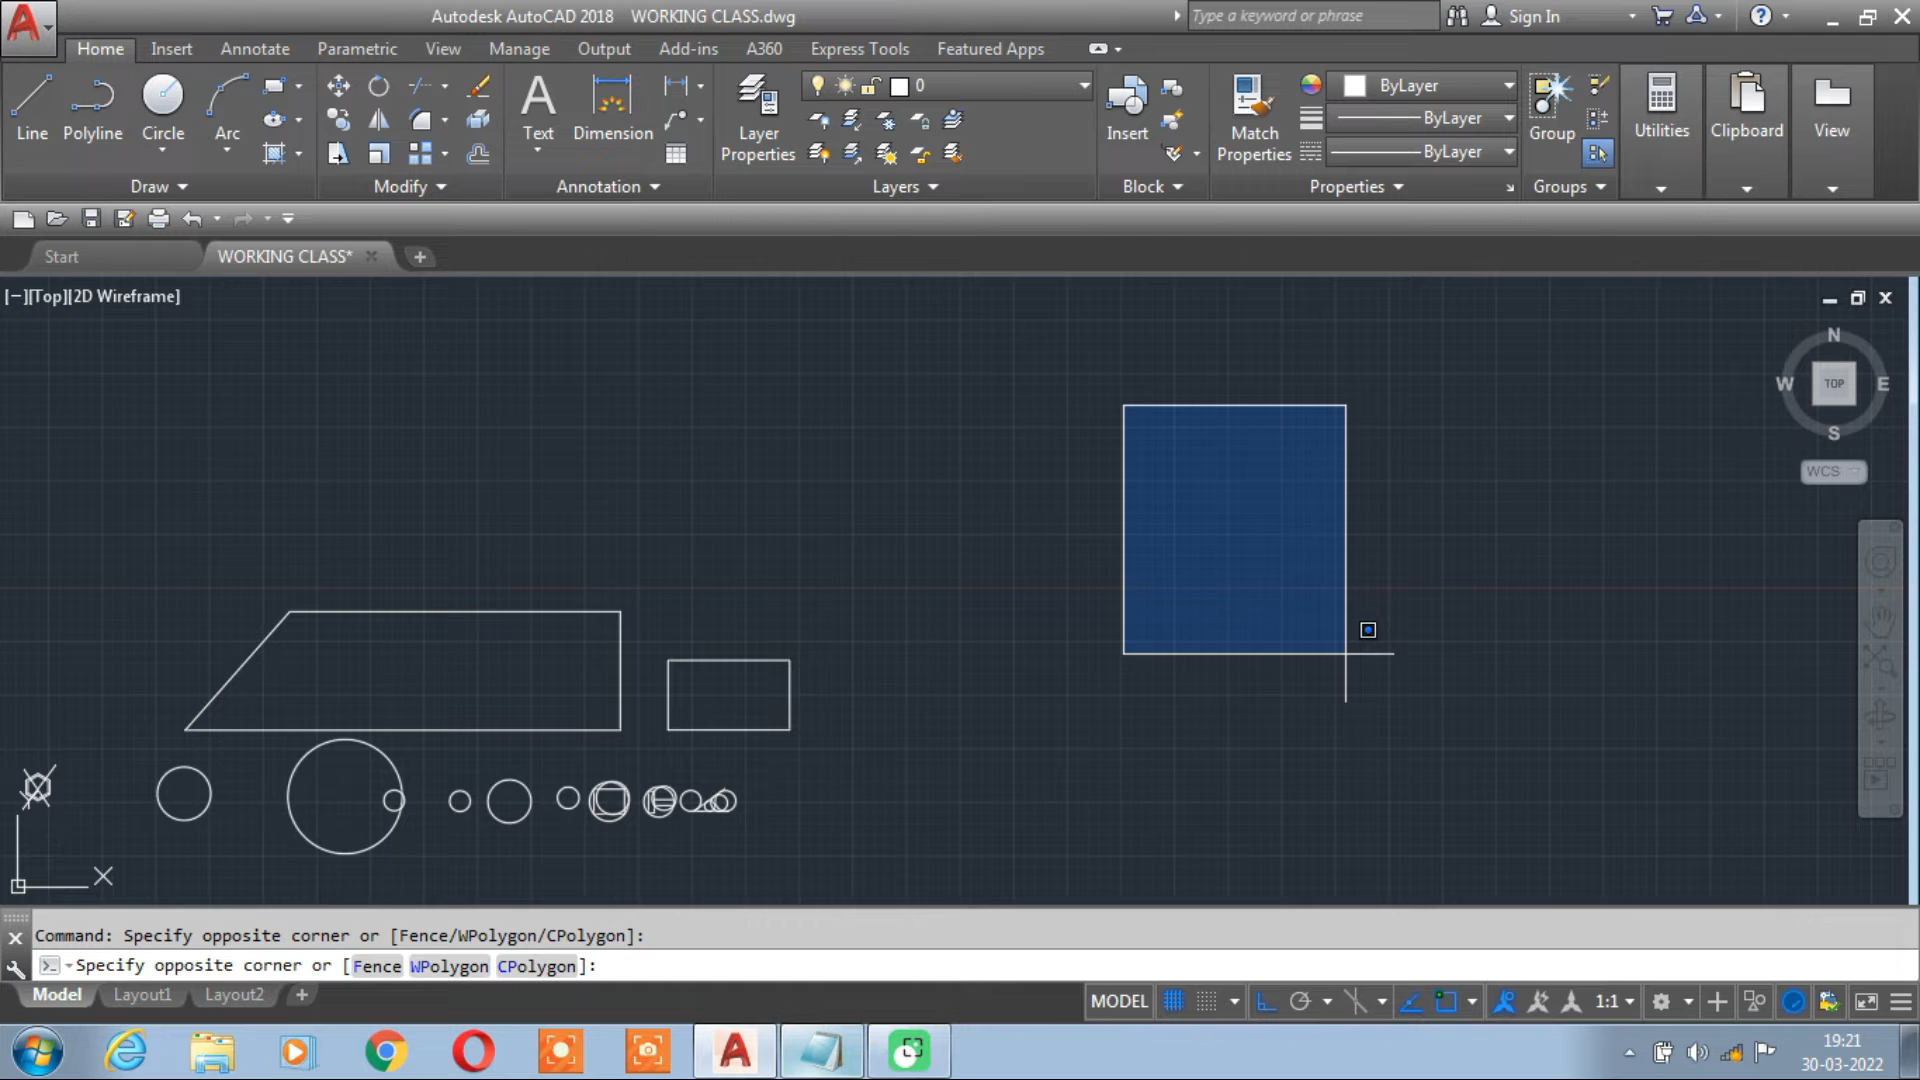 Autodesk AutoCAD 2018 WORKING CLASS.dwg
Type a keyword or phrase
Sign In
Home Insert Annotate Parametric View Manage Output Add-ins A360 Express Tools Featured Apps
Line Polyline Circle Arc
Draw
Modify
Text Dimension
Annotation
Layer Properties
0
Layers
Insert
Block
Match Properties
ByLayer
ByLayer
ByLayer
Properties
Group
Groups
Utilities
Clipboard
View
Start
WORKING CLASS*
[−][Top][2D Wireframe]
N
W TOP E
S
WCS
X
Command: Specify opposite corner or [Fence/WPolygon/CPolygon]:
Specify opposite corner or [Fence WPolygon CPolygon]:
Model Layout1 Layout2
MODEL
1:1
19:21
30-03-2022